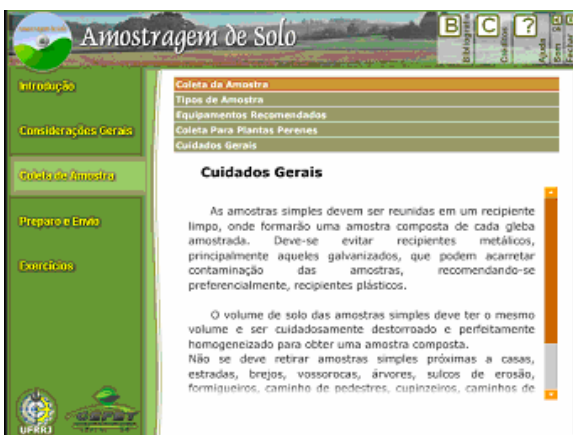 Amostragem de Solo
B
C
?
Bibliografia
Créditos
Ajuda
Som
Fechar
Introdução
Considerações Gerais
Coleta de Amostra
Preparo e Envio
Exercícios
Coleta da Amostra
Tipos de Amostra
Equipamentos Recomendados
Coleta Para Plantas Perenes
Cuidados Gerais
Cuidados Gerais
As amostras simples devem ser reunidas em um recipiente
limpo, onde formarão uma amostra composta de cada gleba
amostrada. Deve-se evitar recipientes metálicos,
principalmente aqueles galvanizados, que podem acarretar
contaminação das amostras, recomendando-se
preferencialmente, recipientes plásticos.
O volume de solo das amostras simples deve ter o mesmo
volume e ser cuidadosamente destorroado e perfeitamente
homogeneizado para obter uma amostra composta.
Não se deve retirar amostras simples próximas a casas,
estradas, brejos, vossorocas, árvores, sulcos de erosão,
formigueiros, caminho de pedestres, cupinzeiros, caminhos de
UFRRJ